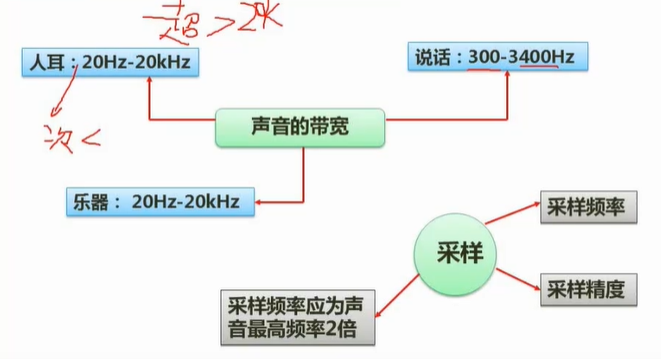 超>2K
人耳：20Hz-20kHz
说话：300-3400Hz
次<
声音的带宽
乐器： 20Hz-20kHz
采样频率
采样
采样精度
采样频率应为声
音最高频率2倍